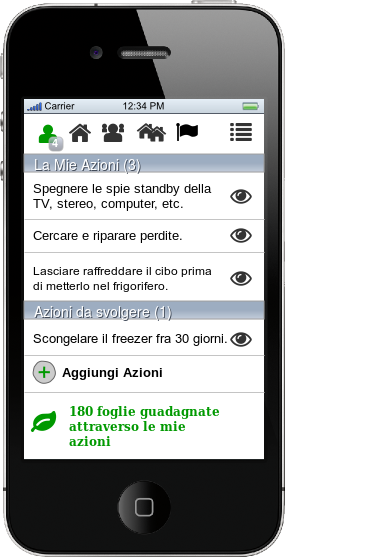 Carrier 12:34 PM
4
La Mie Azioni (3)
Spegnere le spie standby della
TV, stereo, computer, etc.
Cercare e riparare perdite.
Lasciare raffreddare il cibo prima
di metterlo nel frigorifero.
Azioni da svolgere (1)
Scongelare il freezer fra 30 giorni.
Aggiungi Azioni
180 foglie guadagnate
attraverso le mie
azioni